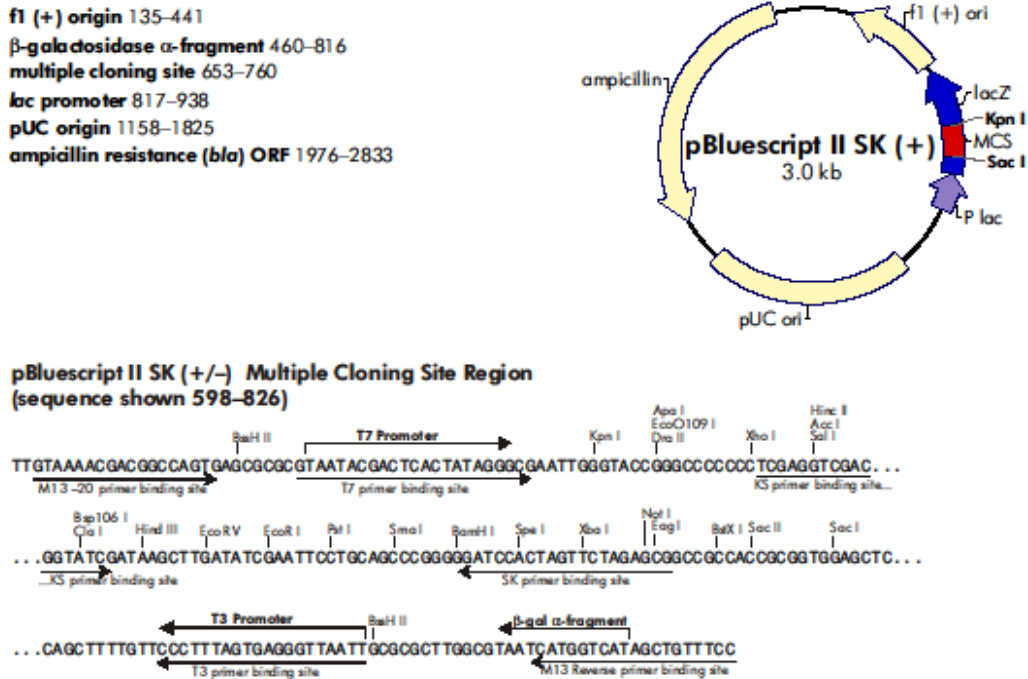 f1 (+) origin 135–441
β-galactosidase α-fragment 460–816
multiple cloning site 653–760
lac promoter 817–938
pUC origin 1158–1825
ampicillin resistance (bla) ORF 1976–2833
f1 (+) ori
ampicillin
lacZ'
Kpn I
MCS
Sac I
P lac
pUC ori
pBluescript II SK (+)
3.0 kb
pBluescript II SK (+/–) Multiple Cloning Site Region
(sequence shown 598–826)
BssH II
T7 Promoter
Kpn I
Apa I
EcoO109 I
Dra II
Xho I
Hinc II
Acc I
Sal I
TTGTAAAACGACGGCCAGTGAGCGCGCGTAATACGACTCACTATAGGGCGAATTGGGTACCGGGCCCCCCCTCGAGGTCGAC...
M13 –20 primer binding site
T7 primer binding site
KS primer binding site...
Bsp106 I
Cla I
Hind III
EcoRV
EcoR I
Pst I
Sma I
BamH I
Spe I
Xba I
Not I
Eag I
BstX I
Sac II
Sac I
...GGTATCGATAAGCTTGATATCGAATTCCTGCAGCCCGGGGGATCCACTAGTTCTAGAGCGGCCGCCACCGCGGTGGAGCTC...
...KS primer binding site
SK primer binding site
T3 Promoter
BssH II
β-gal α-fragment
...CAGCTTTTGTTCCCTTTAGTGAGGGTTAATTGCGCGCTTGGCGTAATCATGGTCATAGCTGTTTCC
T3 primer binding site
M13 Reverse primer binding site